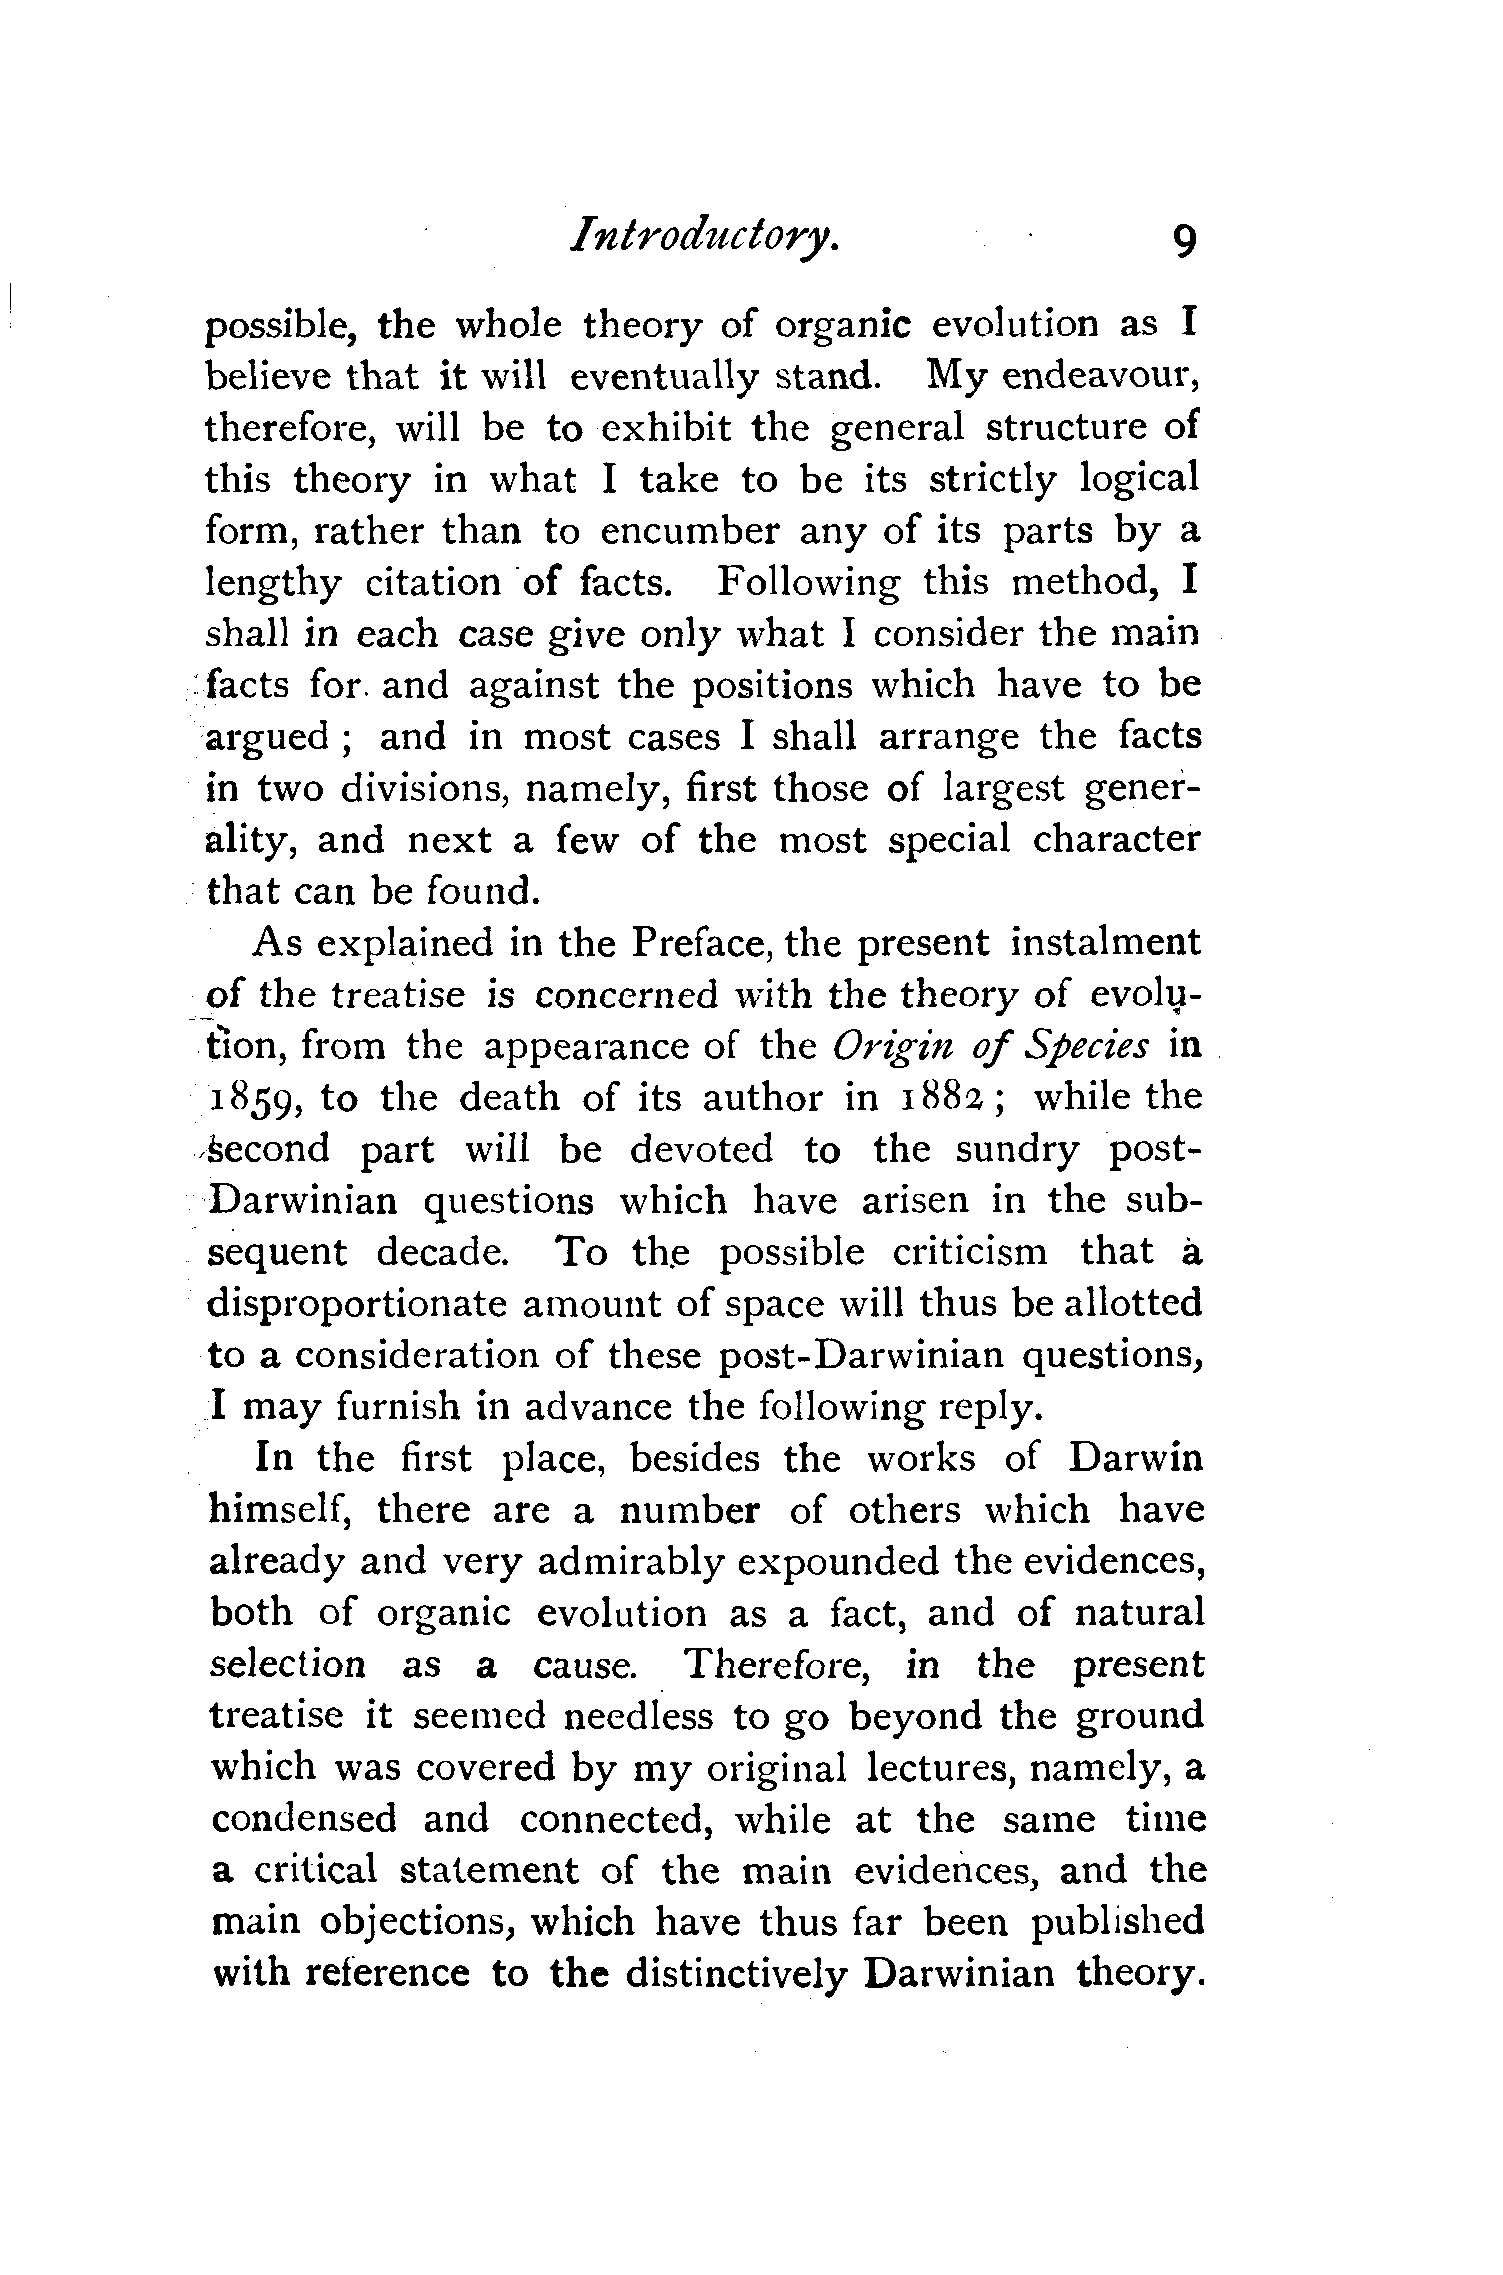 Introductory. 9
possible, the whole theory of organic evolution as I
believe that it will eventually stand. My endeavour,
therefore, will be to exhibit the general structure of
this theory in what I take to be its strictly logical
form, rather than to encumber any of its parts by a
lengthy citation of facts. Following this method, I
shall in each case give only what I consider the main
facts for and against the positions which have to be
argued ; and in most cases I shall arrange the facts
in two divisions, namely, first those of largest gener-
ality, and next a few of the most special character
that can be found.
As explained in the Preface, the present instalment
of the treatise is concerned with the theory of evolu-
tion, from the appearance of the Origin of Species in
1859, to the death of its author in 1882 ; while the
second part will be devoted to the sundry post-
Darwinian questions which have arisen in the sub-
sequent decade. To the possible criticism that a
disproportionate amount of space will thus be allotted
to a consideration of these post-Darwinian questions,
I may furnish in advance the following reply.
In the first place, besides the works of Darwin
himself, there are a number of others which have
already and very admirably expounded the evidences,
both of organic evolution as a fact, and of natural
selection as a cause. Therefore, in the present
treatise it seemed needless to go beyond the ground
which was covered by my original lectures, namely, a
condensed and connected, while at the same time
a critical statement of the main evidences, and the
main objections, which have thus far been published
with reference to the distinctively Darwinian theory.